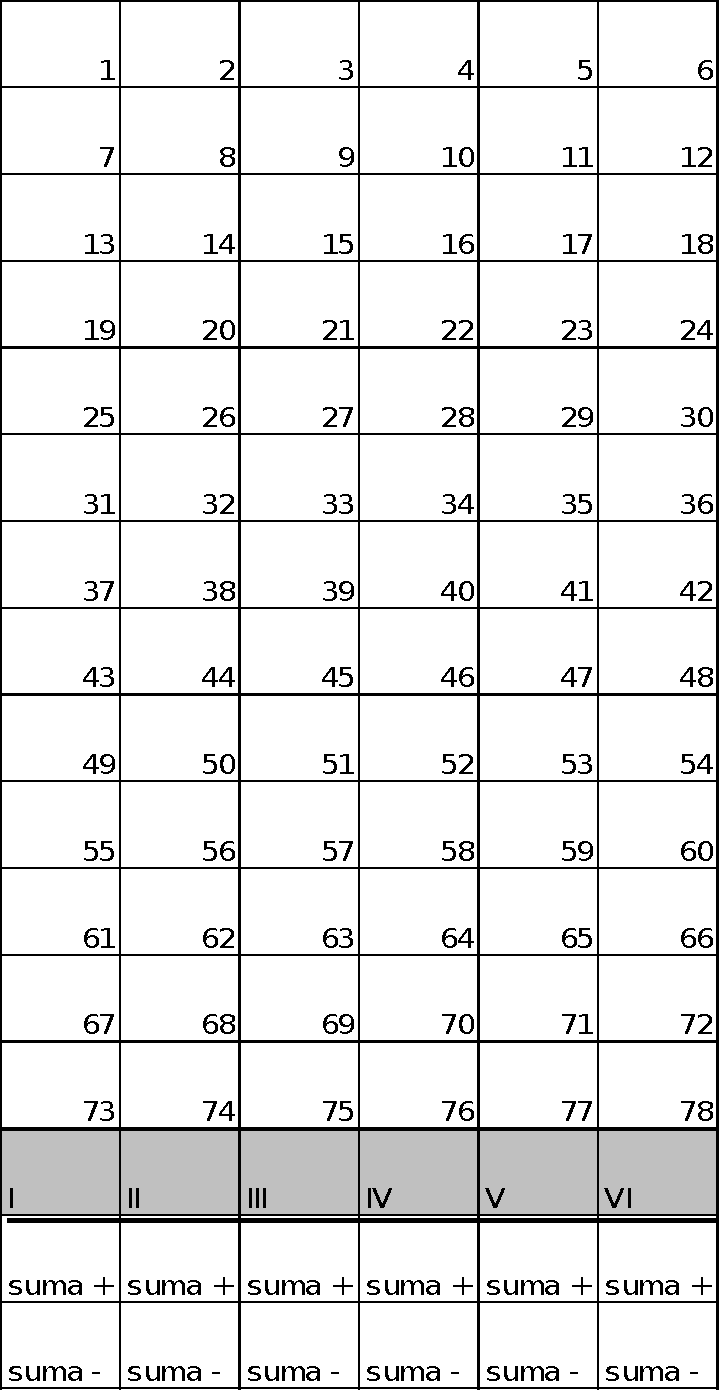 1 2 3 4 5 6
7 8 9 10 11 12
13 14 15 16 17 18
19 20 21 22 23 24
25 26 27 28 29 30
31 32 33 34 35 36
37 38 39 40 41 42
43 44 45 46 47 48
49 50 51 52 53 54
55 56 57 58 59 60
61 62 63 64 65 66
67 68 69 70 71 72
73 74 75 76 77 78
I II III IV V VI
suma + suma + suma + suma + suma + suma +
suma - suma - suma - suma - suma - suma -